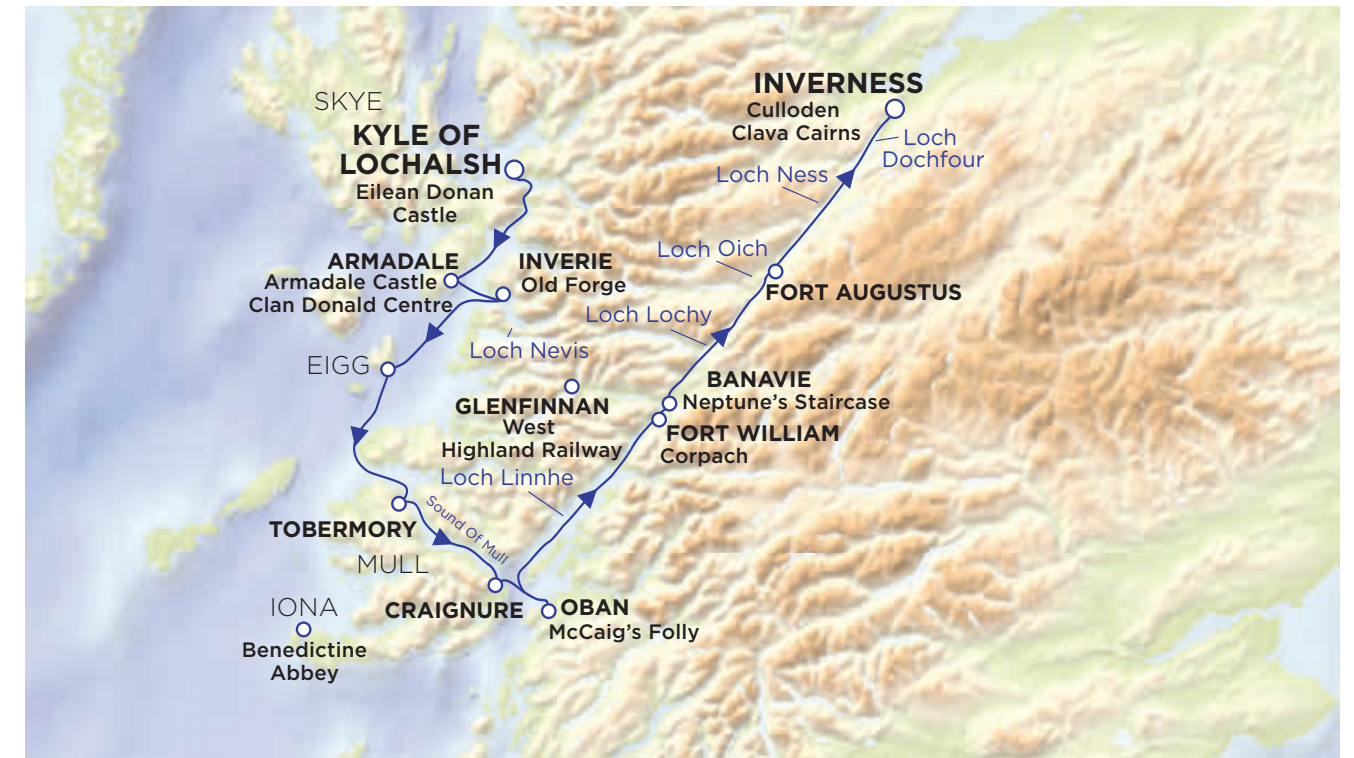 INVERNESS
Culloden
Clava Cairns
Loch
Dochfour
SKYE
KYLE OF
LOCHALSH
Eilean Donan
Castle
Loch Ness
ARMADALE
Armadale Castle
Clan Donald Centre
INVERIE
Old Forge
Loch Oich
FORT AUGUSTUS
Loch Lochy
Loch Nevis
EIGG
BANAVIE
Neptune's Staircase
GLENFINNAN
West
Highland Railway
FORT WILLIAM
Corpach
Loch Linnhe
TOBERMORY
Sound Of Mull
MULL
CRAIGNURE
OBAN
McCaig's Folly
IONA
Benedictine
Abbey